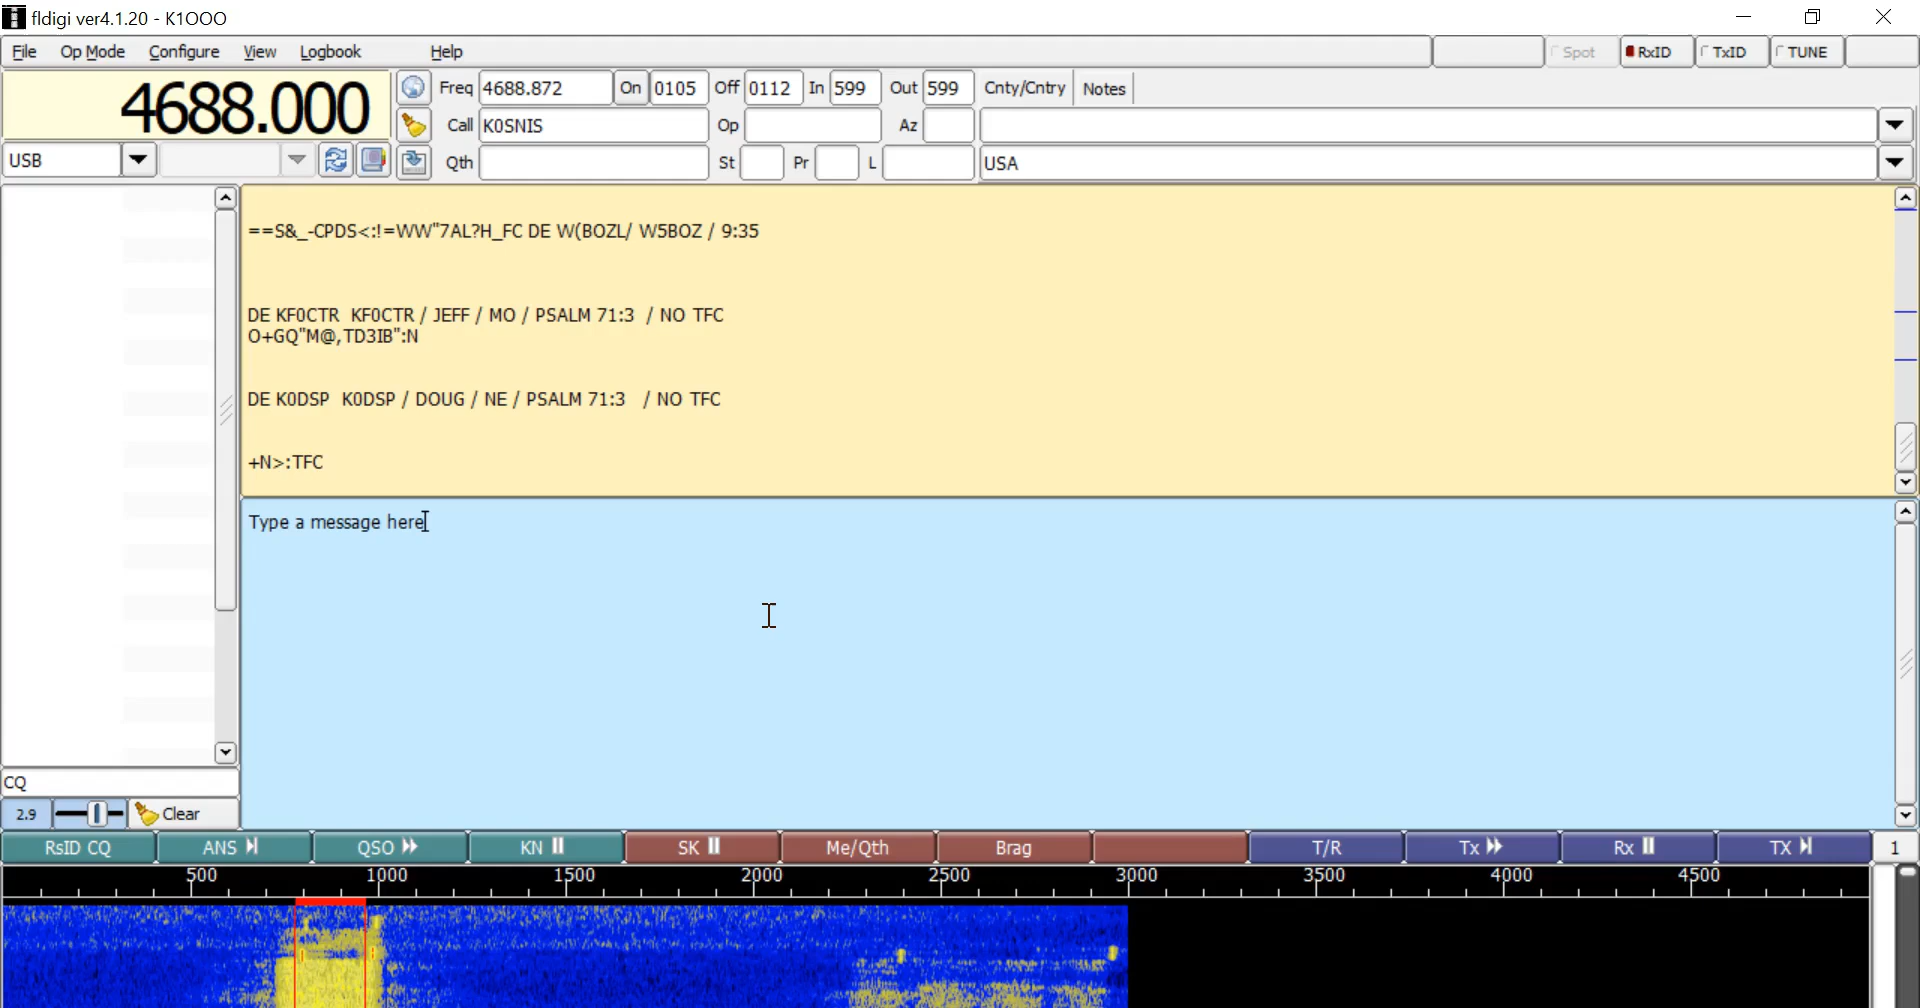 fldigi ver4.1.20 - K1OOO
File Op Mode Configure View Logbook Help Spot RxID TxID TUNE
4688.000 Freq 4688.872 On 0105 Off 0112 In 599 Out 599 Cnty/Cntry Notes
Call K0SNIS Op Az
USB Qth St Pr L USA
==S&_-CPDS<:!=WW"7AL?H_FC DE W(BOZL/ W5BOZ / 9:35
DE KF0CTR KF0CTR / JEFF / MO / PSALM 71:3 / NO TFC
O+GQ"M@,TD3IB":N
DE K0DSP K0DSP / DOUG / NE / PSALM 71:3 / NO TFC
+N>:TFC
Type a message here
CQ
2.9 Clear
RsID CQ ANS QSO KN SK Me/Qth Brag T/R Tx Rx TX 1
500 1000 1500 2000 2500 3000 3500 4000 4500